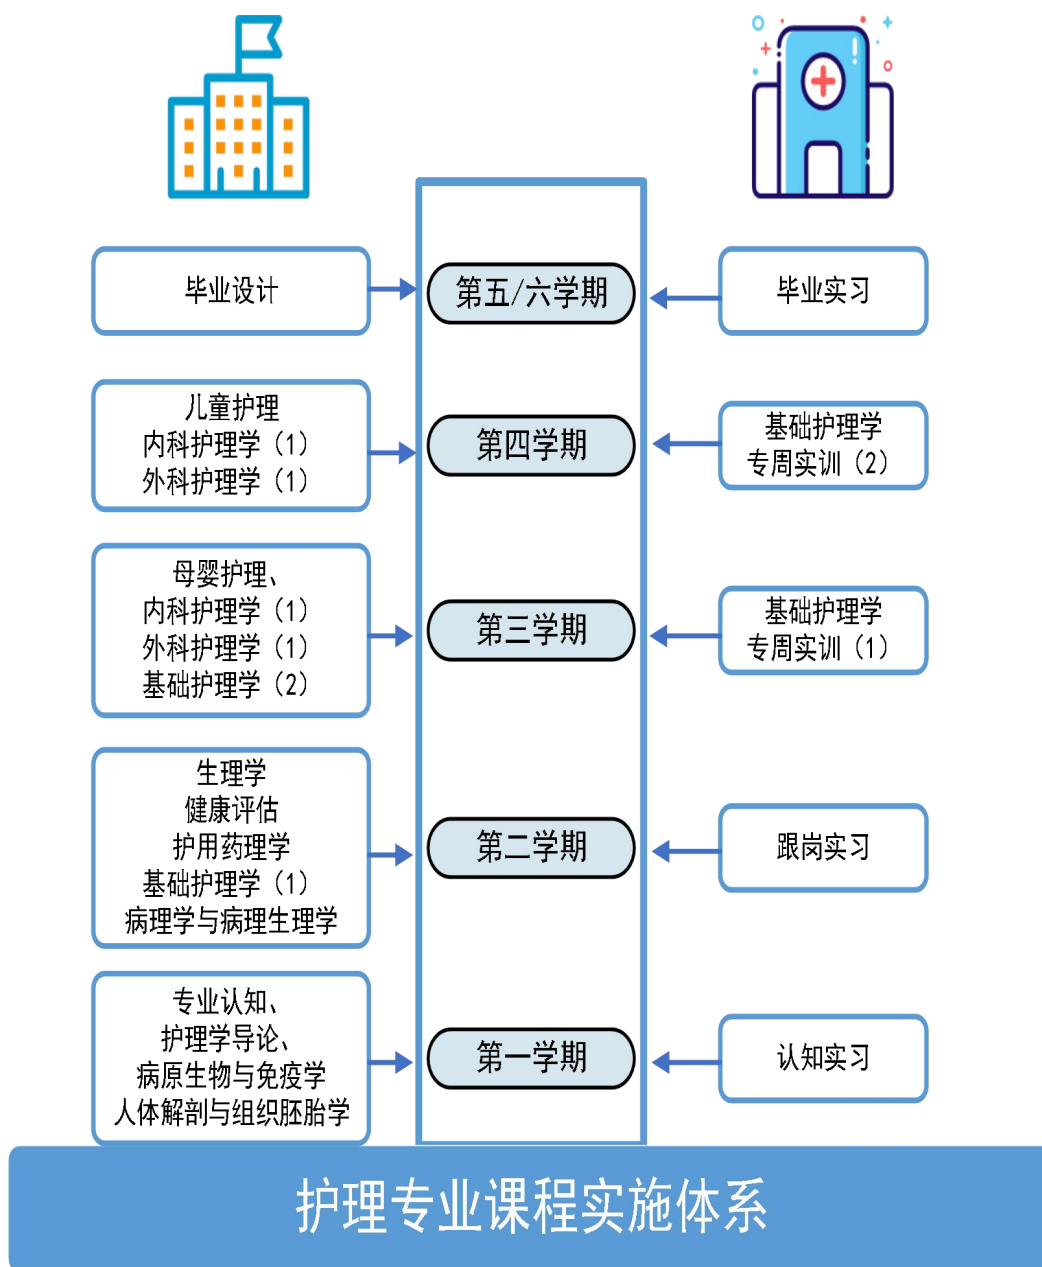 毕业设计
第五/六学期
毕业实习
儿童护理
内科护理学（1）
外科护理学（1）
第四学期
基础护理学
专周实训（2）
母婴护理、
内科护理学（1）
外科护理学（1）
基础护理学（2）
第三学期
基础护理学
专周实训（1）
生理学
健康评估
护用药理学
基础护理学（1）
病理学与病理生理学
第二学期
跟岗实习
专业认知、
护理学导论、
病原生物与免疫学
人体解剖与组织胚胎学
第一学期
认知实习
护理专业课程实施体系